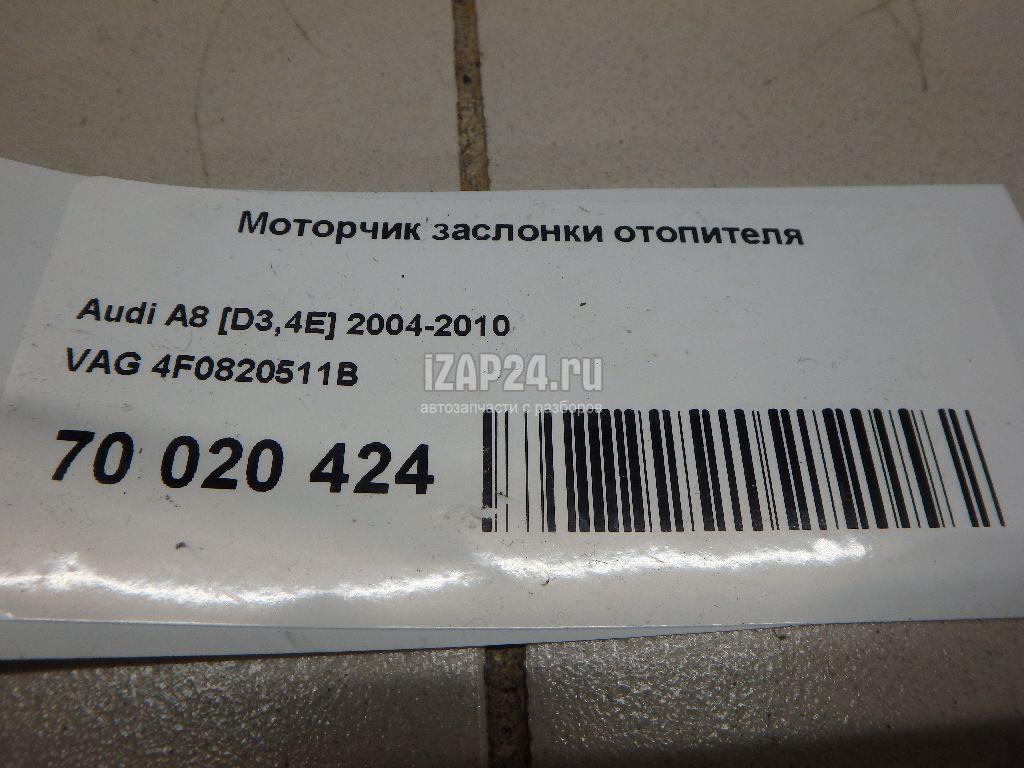 Моторчик заслонки отопителя
Audi A8 [D3,4E] 2004-2010
VAG 4F0820511B
iZAP24.ru
автозапчасти с разборов
70 020 424